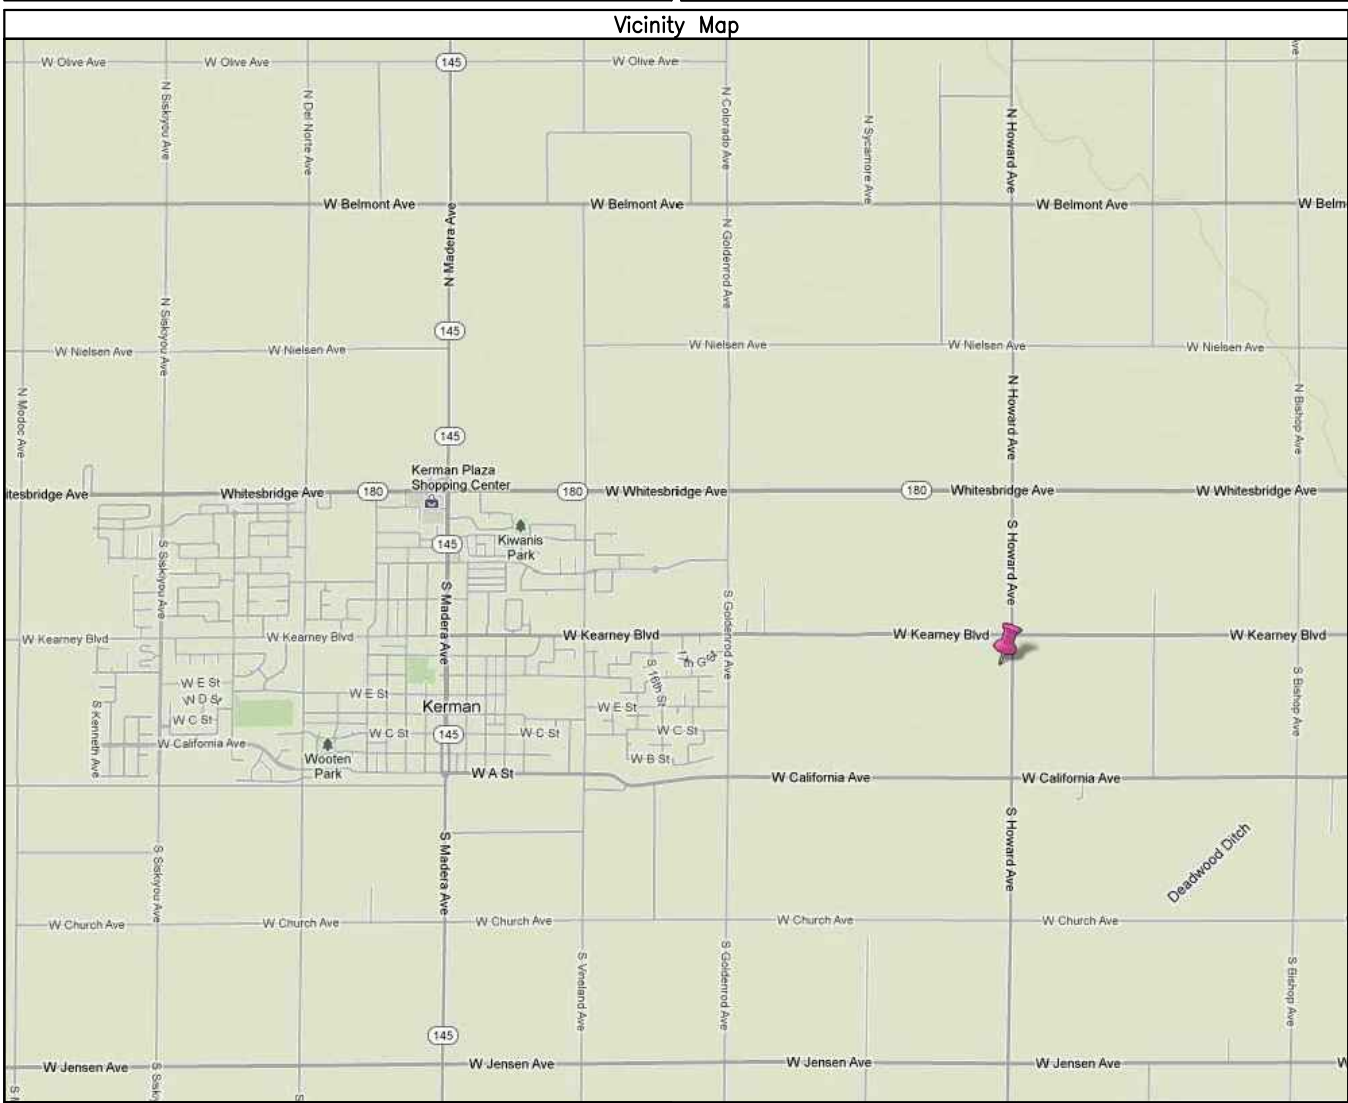 Vicinity Map
W Olive Ave
W Olive Ave
145
W Olive Ave
N Siskiyou Ave
N Del Norte Ave
N Colorado Ave
N Sycamore Ave
N Howard Ave
W Belmont Ave
W Belmont Ave
W Belmont Ave
W Belm
N Madera Ave
N Goldenrod Ave
N Siskiyou Ave
145
W Nielsen Ave
W Nielsen Ave
W Nielsen Ave
W Nielsen Ave
W Nielsen Ave
N Modoc Ave
N Howard Ave
N Bishop Ave
145
Kerman Plaza
Shopping Center
itesbridge Ave
Whitesbridge Ave
180
180
W Whitesbridge Ave
180
Whitesbridge Ave
W Whitesbridge Ave
Kiwanis
Park
145
S Siskiyou Ave
S Madera Ave
S Goldenrod Ave
S Howard Ave
W Kearney Blvd
W Kearney Blvd
W Kearney Blvd
W Kearney Blvd
W Kearney Blvd
S 16th St
S Bishop Ave
W E St
W D St
W C St
W E St
Kerman
W E St
S Kenneth Ave
W California Ave
W C St
145
W C St
W C St
Wooten
Park
W B St
W A St
W California Ave
W California Ave
S Siskiyou Ave
S Madera Ave
S Howard Ave
Deadwood Ditch
W Church Ave
W Church Ave
W Church Ave
W Church Ave
W Church Ave
S Vineland Ave
S Goldenrod Ave
S Bishop Ave
145
W Jensen Ave
W Jensen Ave
W Jensen Ave
W Jensen Ave
W
S Sisky